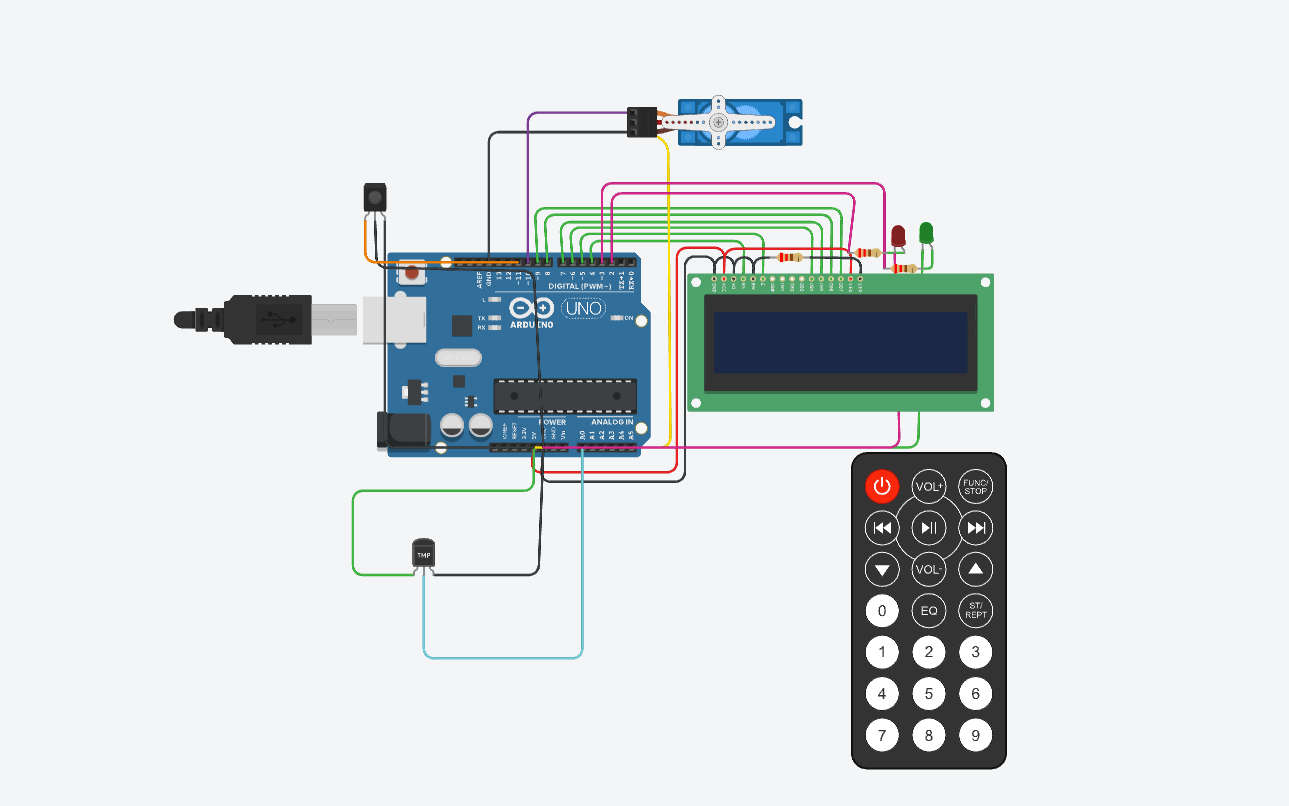 AREF
GND
13
12
~11
~10
~9
8
7
~6
~5
4
~3
2
TX→1
RX←0
DIGITAL (PWM~)
L
TX
RX
ARDUINO
UNO
ON
POWER
ANALOG IN
IOREF
RESET
3.3V
5V
GND
Vin
A0
A1
A2
A3
A4
A5
TMP
VOL+
FUNC/
STOP
VOL-
0
EQ
ST/
REPT
1
2
3
4
5
6
7
8
9